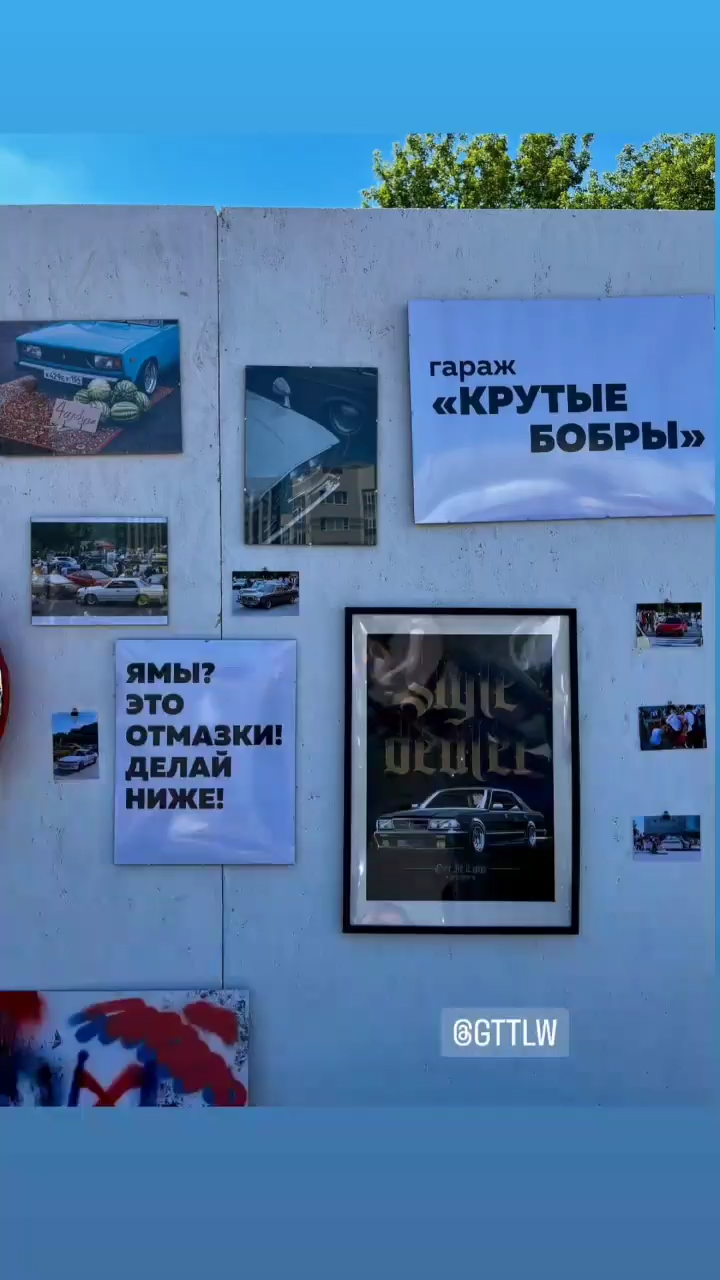 гараж
«КРУТЫЕ
БОБРЫ»
ЯМЫ?
ЭТО
ОТМАЗКИ!
ДЕЛАЙ
НИЖЕ!
style
dealer
@GTTLW